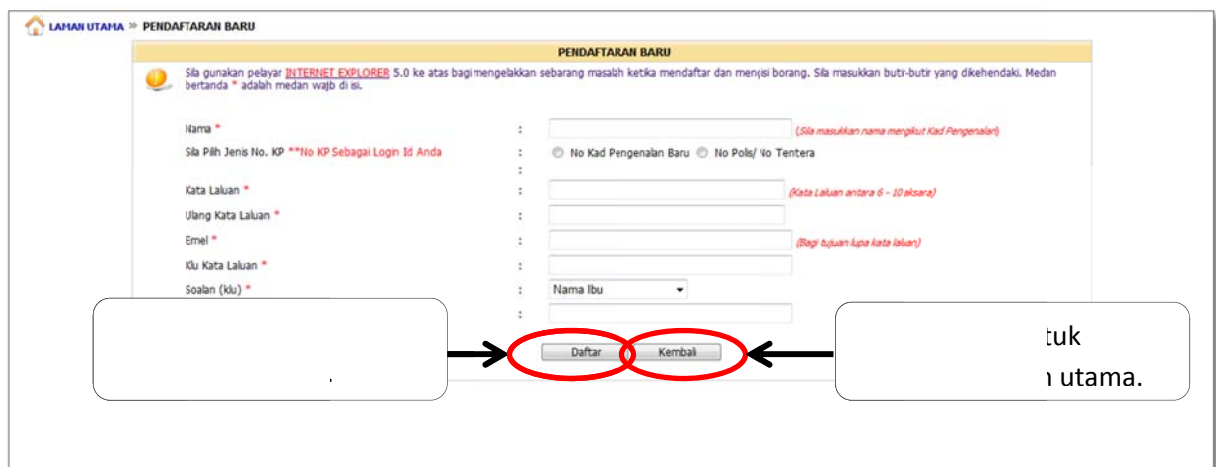 LAMAN UTAMA » PENDAFTARAN BARU
PENDAFTARAN BARU
Sila gunakan pelayar INTERNET EXPLORER 5.0 ke atas bagi mengelakkan sebarang masalah ketika mendaftar dan mengisi borang. Sila masukkan butir-butir yang dikehendaki. Medan
bertanda * adalah medan wajib di isi.
Nama * : (Sila masukkan nama mengikut Kad Pengenalan)
Sila Pilih Jenis No. KP **No KP Sebagai Login Id Anda : No Kad Pengenalan Baru No Polis/ No Tentera
:
Kata Laluan * : (Kata Laluan antara 6 - 10 aksara)
Ulang Kata Laluan * :
Emel * : (Bagi tujuan lupa kata laluan)
Klu Kata Laluan * :
Soalan (klu) * : Nama Ibu
:
Daftar Kembali
tuk
utama.